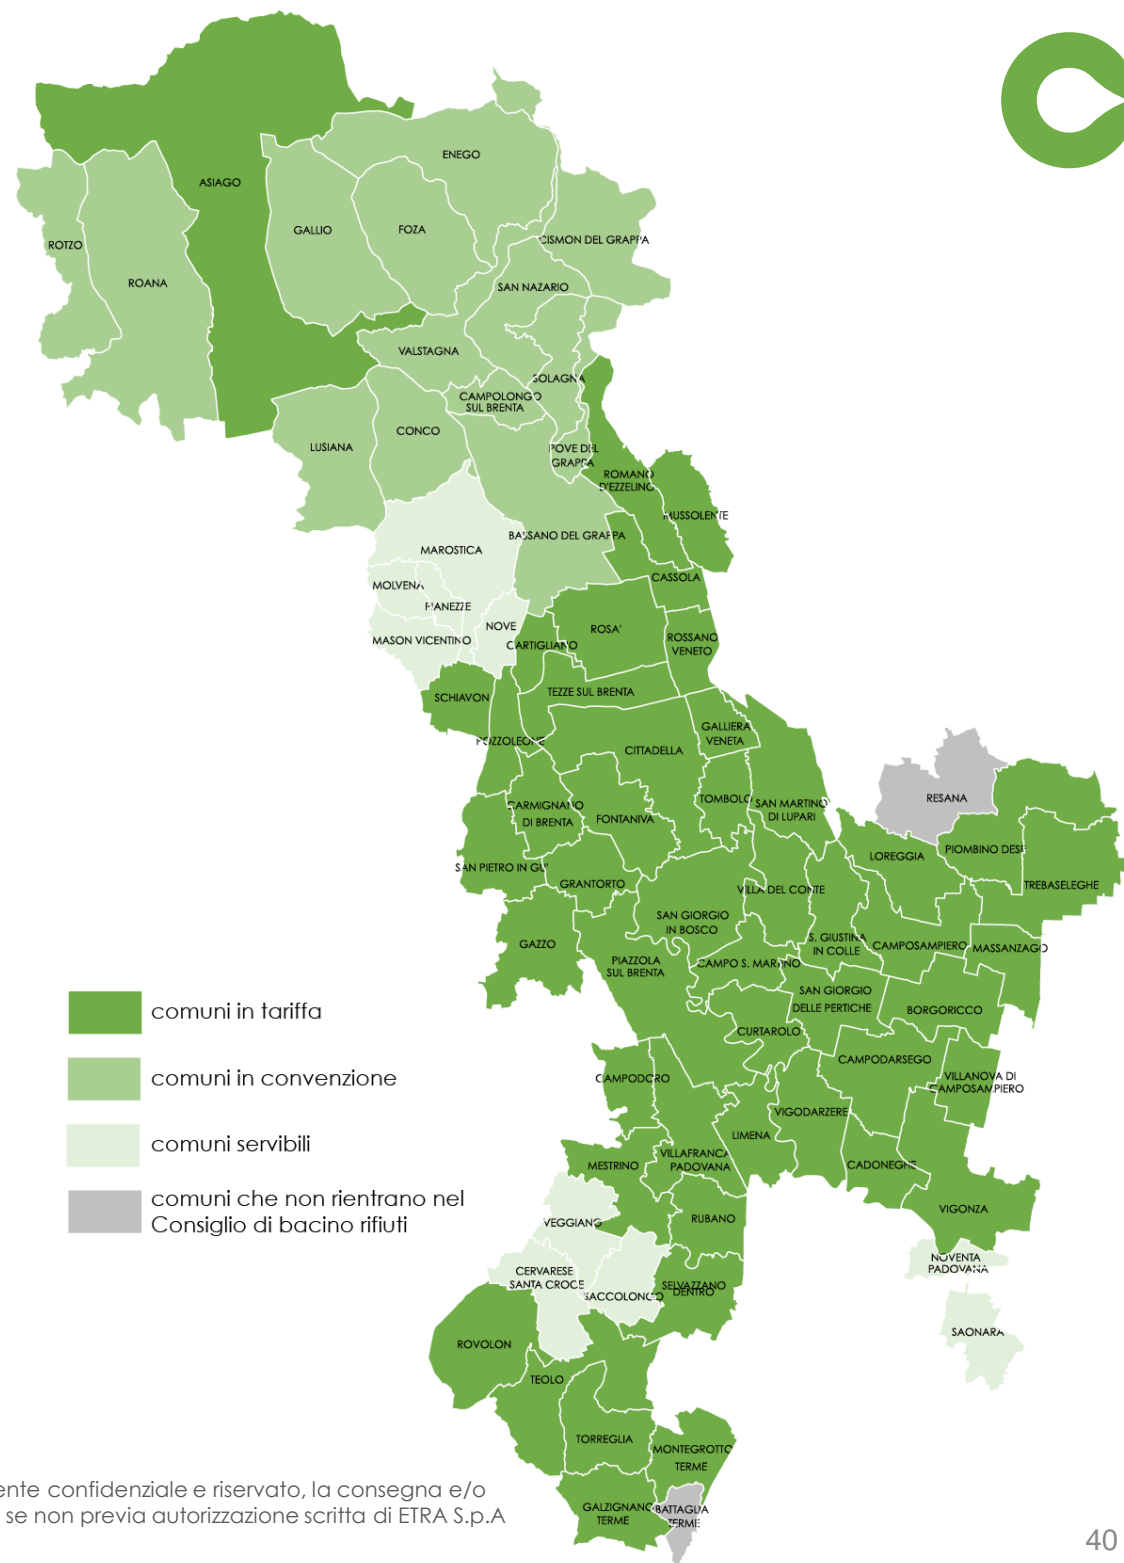 ENEGO
ASIAGO
GALLIO
FOZA
CISMON DEL GRAPPA
ROTZO
ROANA
SAN NAZARIO
VALSTAGNA
SOLAGNA
CAMPOLONGO
SUL BRENTA
CONCO
LUSIANA
POVE DEL
GRAPPA
ROMANO
D'EZZELINO
MUSSOLENTE
BASSANO DEL GRAPPA
MAROSTICA
CASSOLA
MOLVENA
PIANEZZE
NOVE
ROSA'
MASON VICENTINO
CARTIGLIANO
ROSSANO
VENETO
SCHIAVON
TEZZE SUL BRENTA
GALLIERA
VENETA
POZZOLEONE
CITTADELLA
RESANA
TOMBOLO
SAN MARTINO
DI LUPARI
CARMIGNANO
DI BRENTA
FONTANIVA
LOREGGIA
PIOMBINO DESE
SAN PIETRO IN GU'
GRANTORTO
VILLA DEL CONTE
TREBASELEGHE
SAN GIORGIO
IN BOSCO
GAZZO
S. GIUSTINA
IN COLLE
CAMPOSAMPIERO
MASSANZAGO
PIAZZOLA
SUL BRENTA
CAMPO S. MARTINO
SAN GIORGIO
DELLE PERTICHE
BORGORICCO
comuni in tariffa
CURTAROLO
CAMPODARSEGO
comuni in convenzione
CAMPODORO
VILLANOVA DI
CAMPOSAMPIERO
VIGODARZERE
comuni servibili
LIMENA
MESTRINO
VILLAFRANCA
PADOVANA
CADONEGHE
comuni che non rientrano nel
Consiglio di bacino rifiuti
VEGGIANO
RUBANO
VIGONZA
CERVARESE
SANTA CROCE
SACCOLONGO
SELVAZZANO
DENTRO
NOVENTA
PADOVANA
SAONARA
ROVOLON
TEOLO
TORREGLIA
MONTEGROTTO
TERME
GALZIGNANO
TERME
BATTAGLIA
TERME
ente confidenziale e riservato, la consegna e/o
se non previa autorizzazione scritta di ETRA S.p.A
40